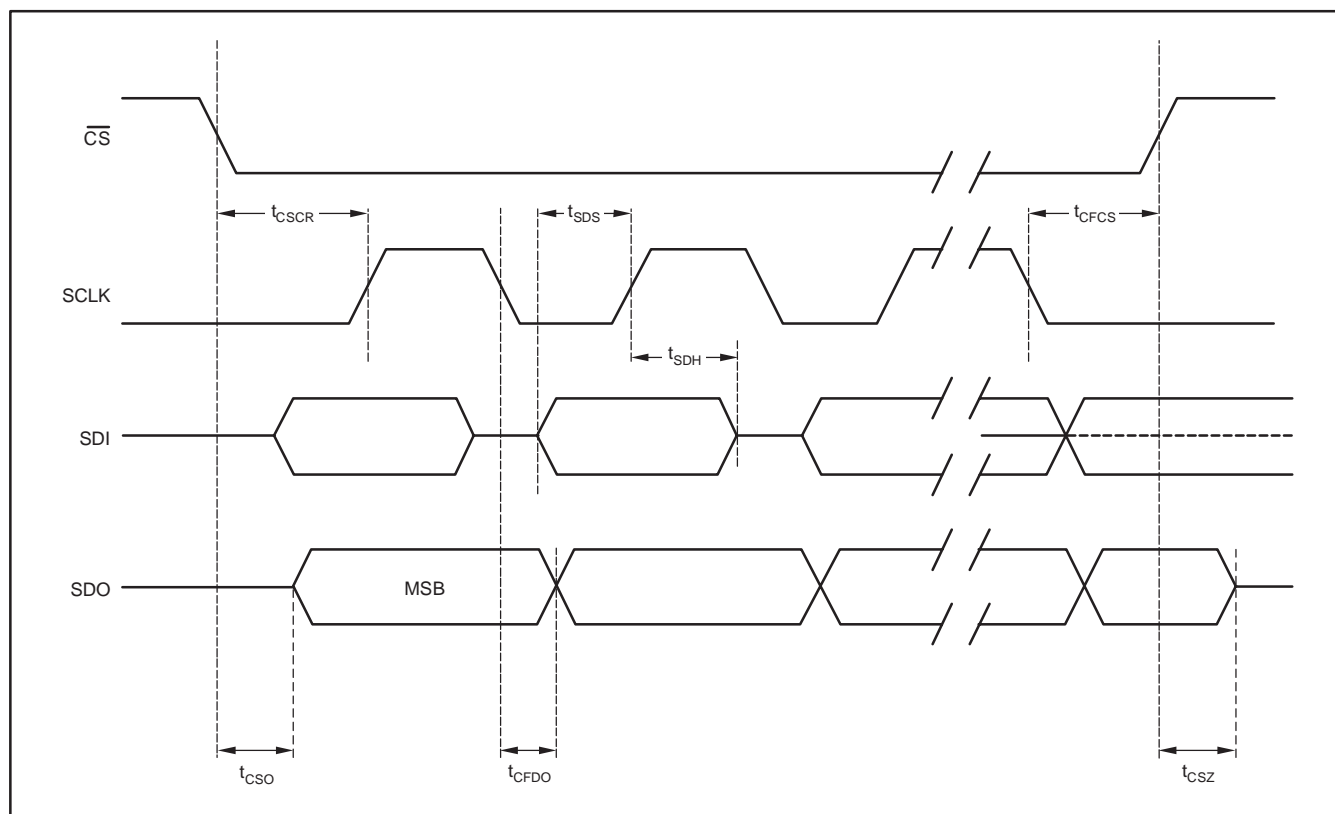 CS
tCSCR
tSDS
tCFCS
SCLK
tSDH
SDI
SDO
MSB
tCSO
tCFDO
tCSZ